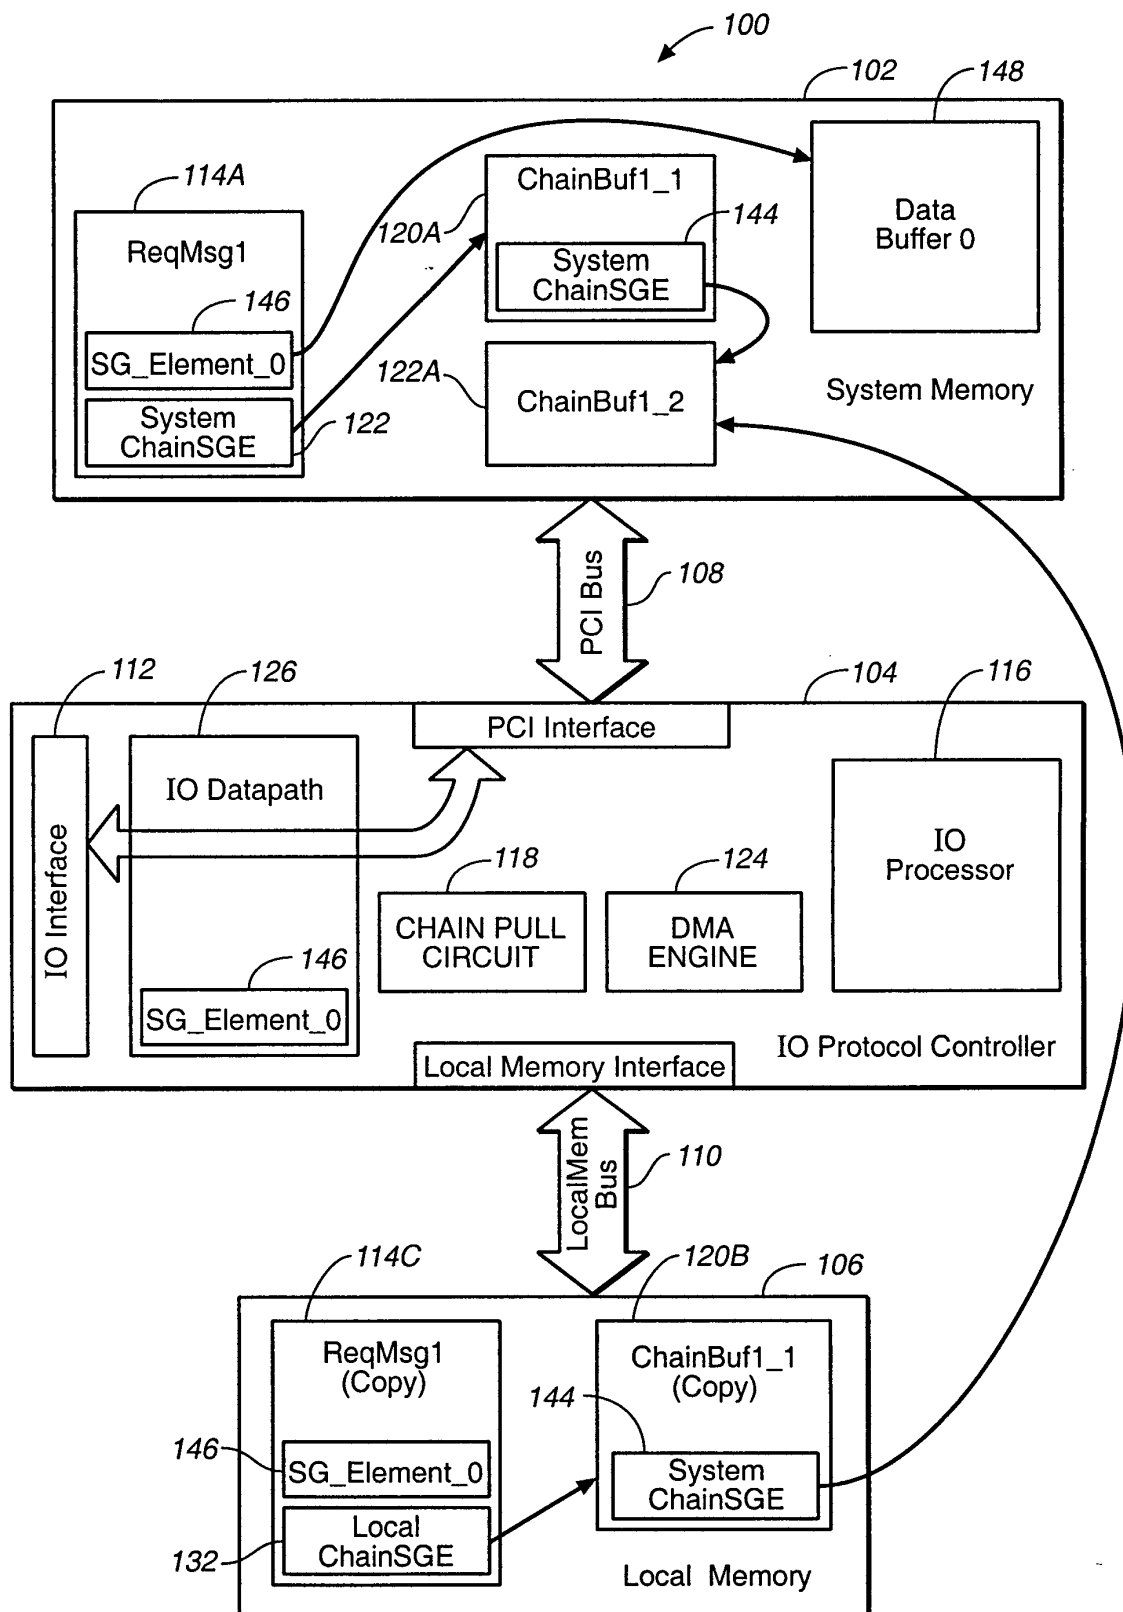 100
102
148
114A
ChainBuf1_1
120A
144
Data
Buffer 0
ReqMsg1
System
ChainSGE
146
SG_Element_0
122A
ChainBuf1_2
System Memory
System
ChainSGE
122
PCI Bus
108
112
126
104
116
PCI Interface
IO Datapath
IO Interface
IO
Processor
118
124
CHAIN PULL
CIRCUIT
DMA
ENGINE
146
SG_Element_0
IO Protocol Controller
Local Memory Interface
LocalMem
Bus
110
114C
120B
106
ReqMsg1
(Copy)
ChainBuf1_1
(Copy)
144
146
SG_Element_0
System
ChainSGE
Local
ChainSGE
132
Local Memory